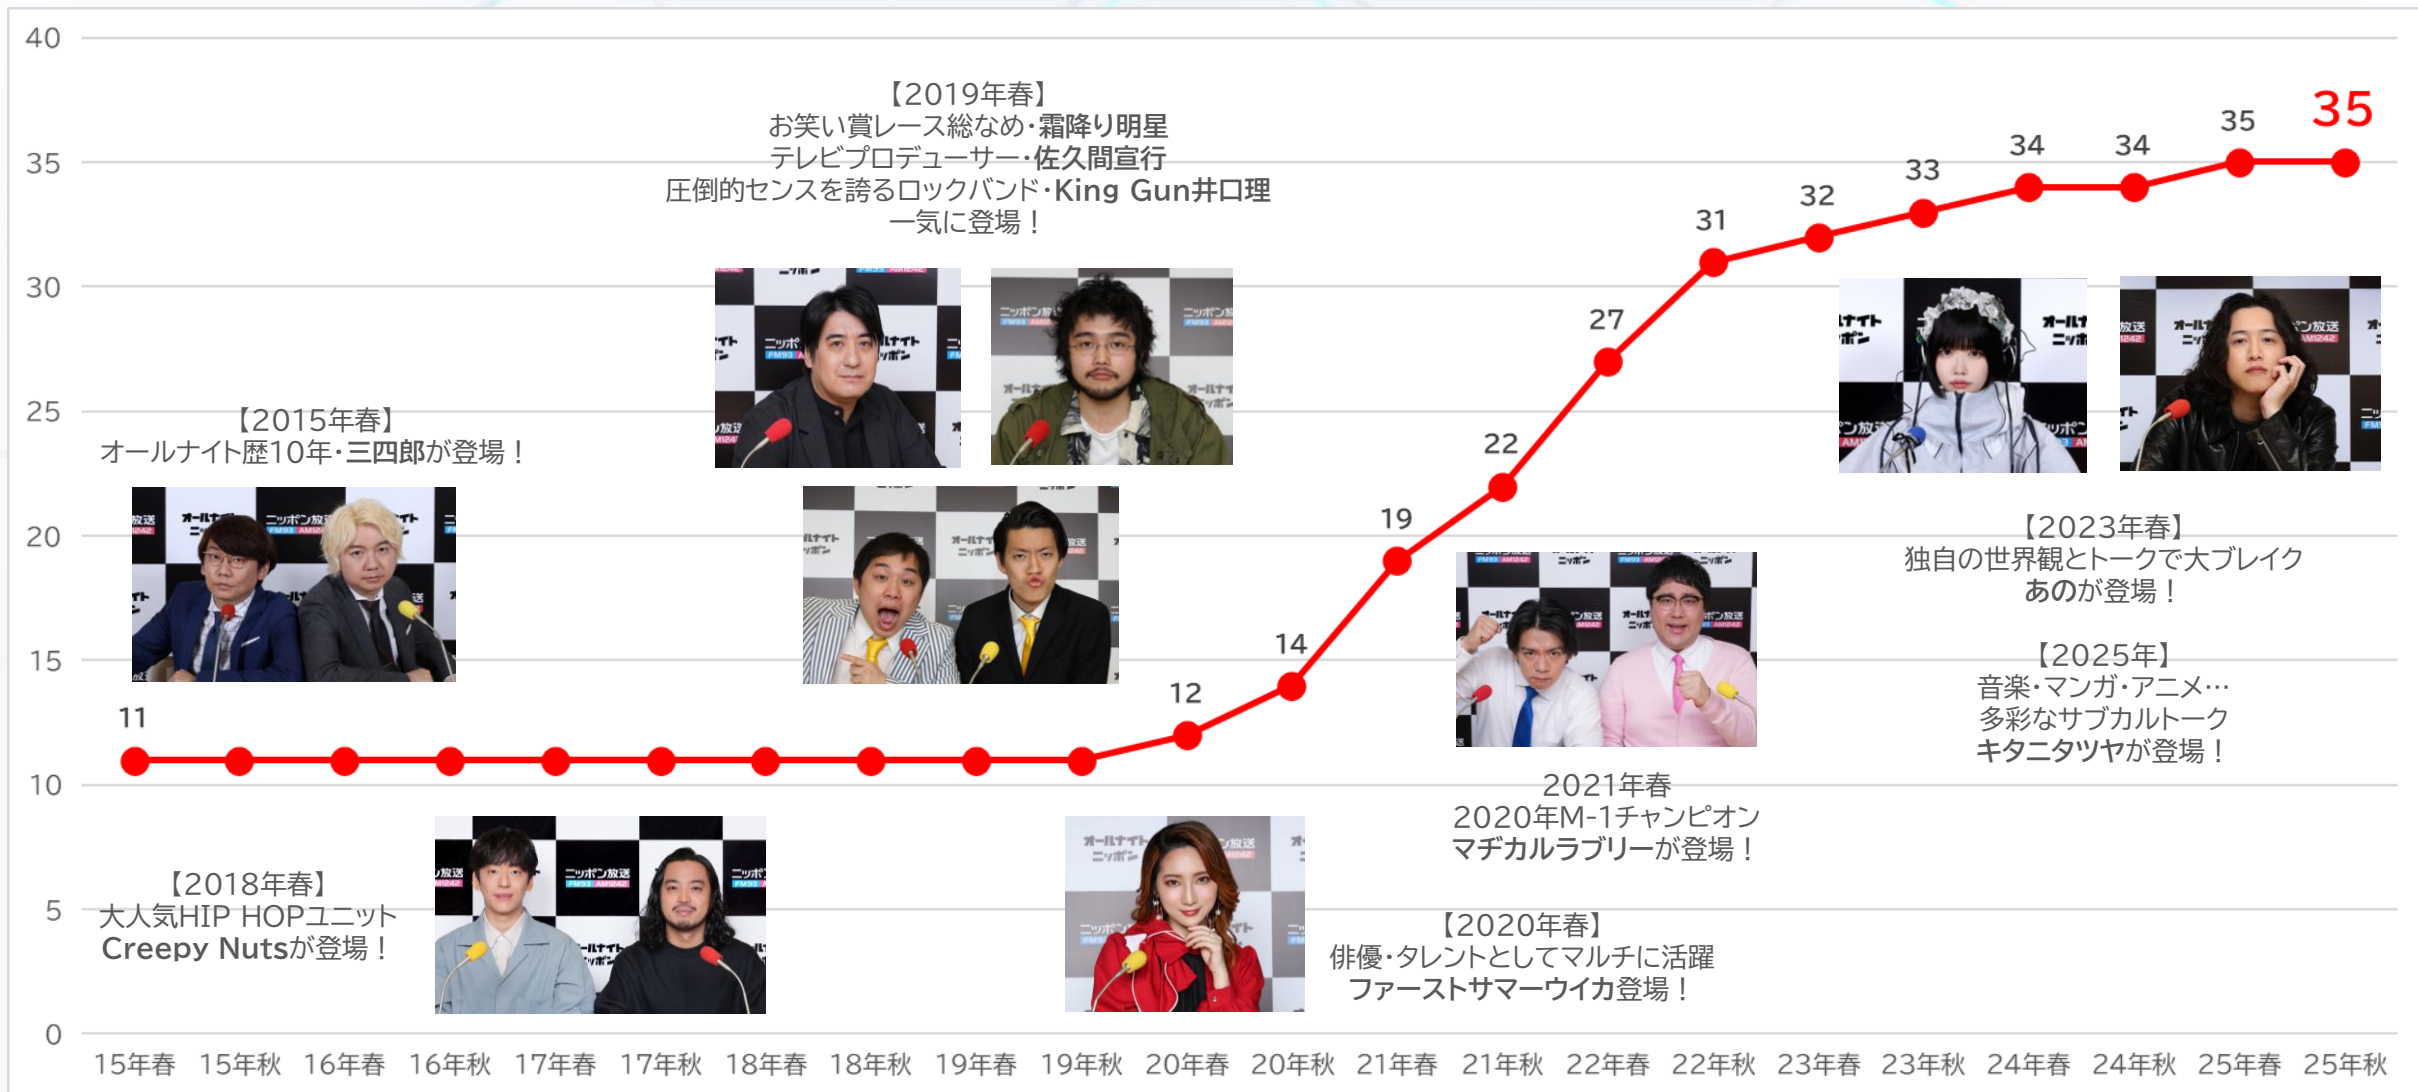 40
35
30
25
20
15
10
5
0
【2015年春】
オールナイト歴10年・三四郎が登場！
【2018年春】
大人気HIP HOPユニット
Creepy Nutsが登場！
【2019年春】
お笑い賞レース総なめ・霜降り明星
テレビプロデューサー・佐久間宣行
圧倒的センスを誇るロックバンド・King Gun井口理
一気に登場！
【2020年春】
俳優・タレントとしてマルチに活躍
ファーストサマーウイカ登場！
2021年春
2020年M-1チャンピオン
マヂカルラブリーが登場！
【2023年春】
独自の世界観とトークで大ブレイク
あのが登場！
【2025年】
音楽・マンガ・アニメ…
多彩なサブカルトーク
キタニタツヤが登場！
11
12
14
19
22
27
31
32
33
34
34
35
35
15年春 15年秋 16年春 16年秋 17年春 17年秋 18年春 18年秋 19年春 19年秋 20年春 20年秋 21年春 21年秋 22年春 22年秋 23年春 23年秋 24年春 24年秋 25年春 25年秋